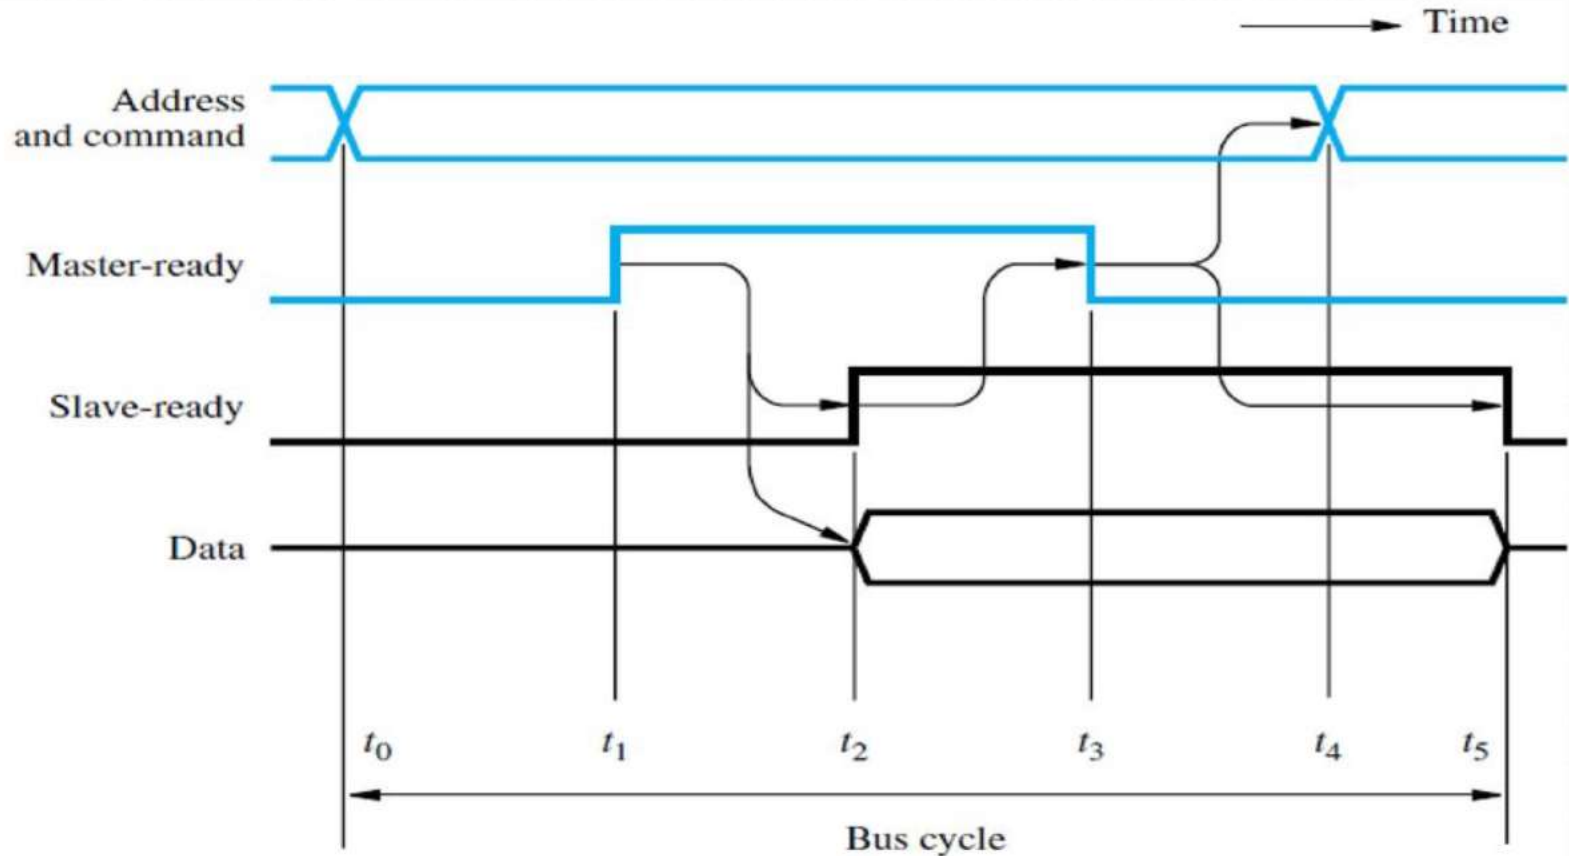 Time
Address
and command
Master-ready
Slave-ready
Data
t0 t1 t2 t3 t4 t5
Bus cycle